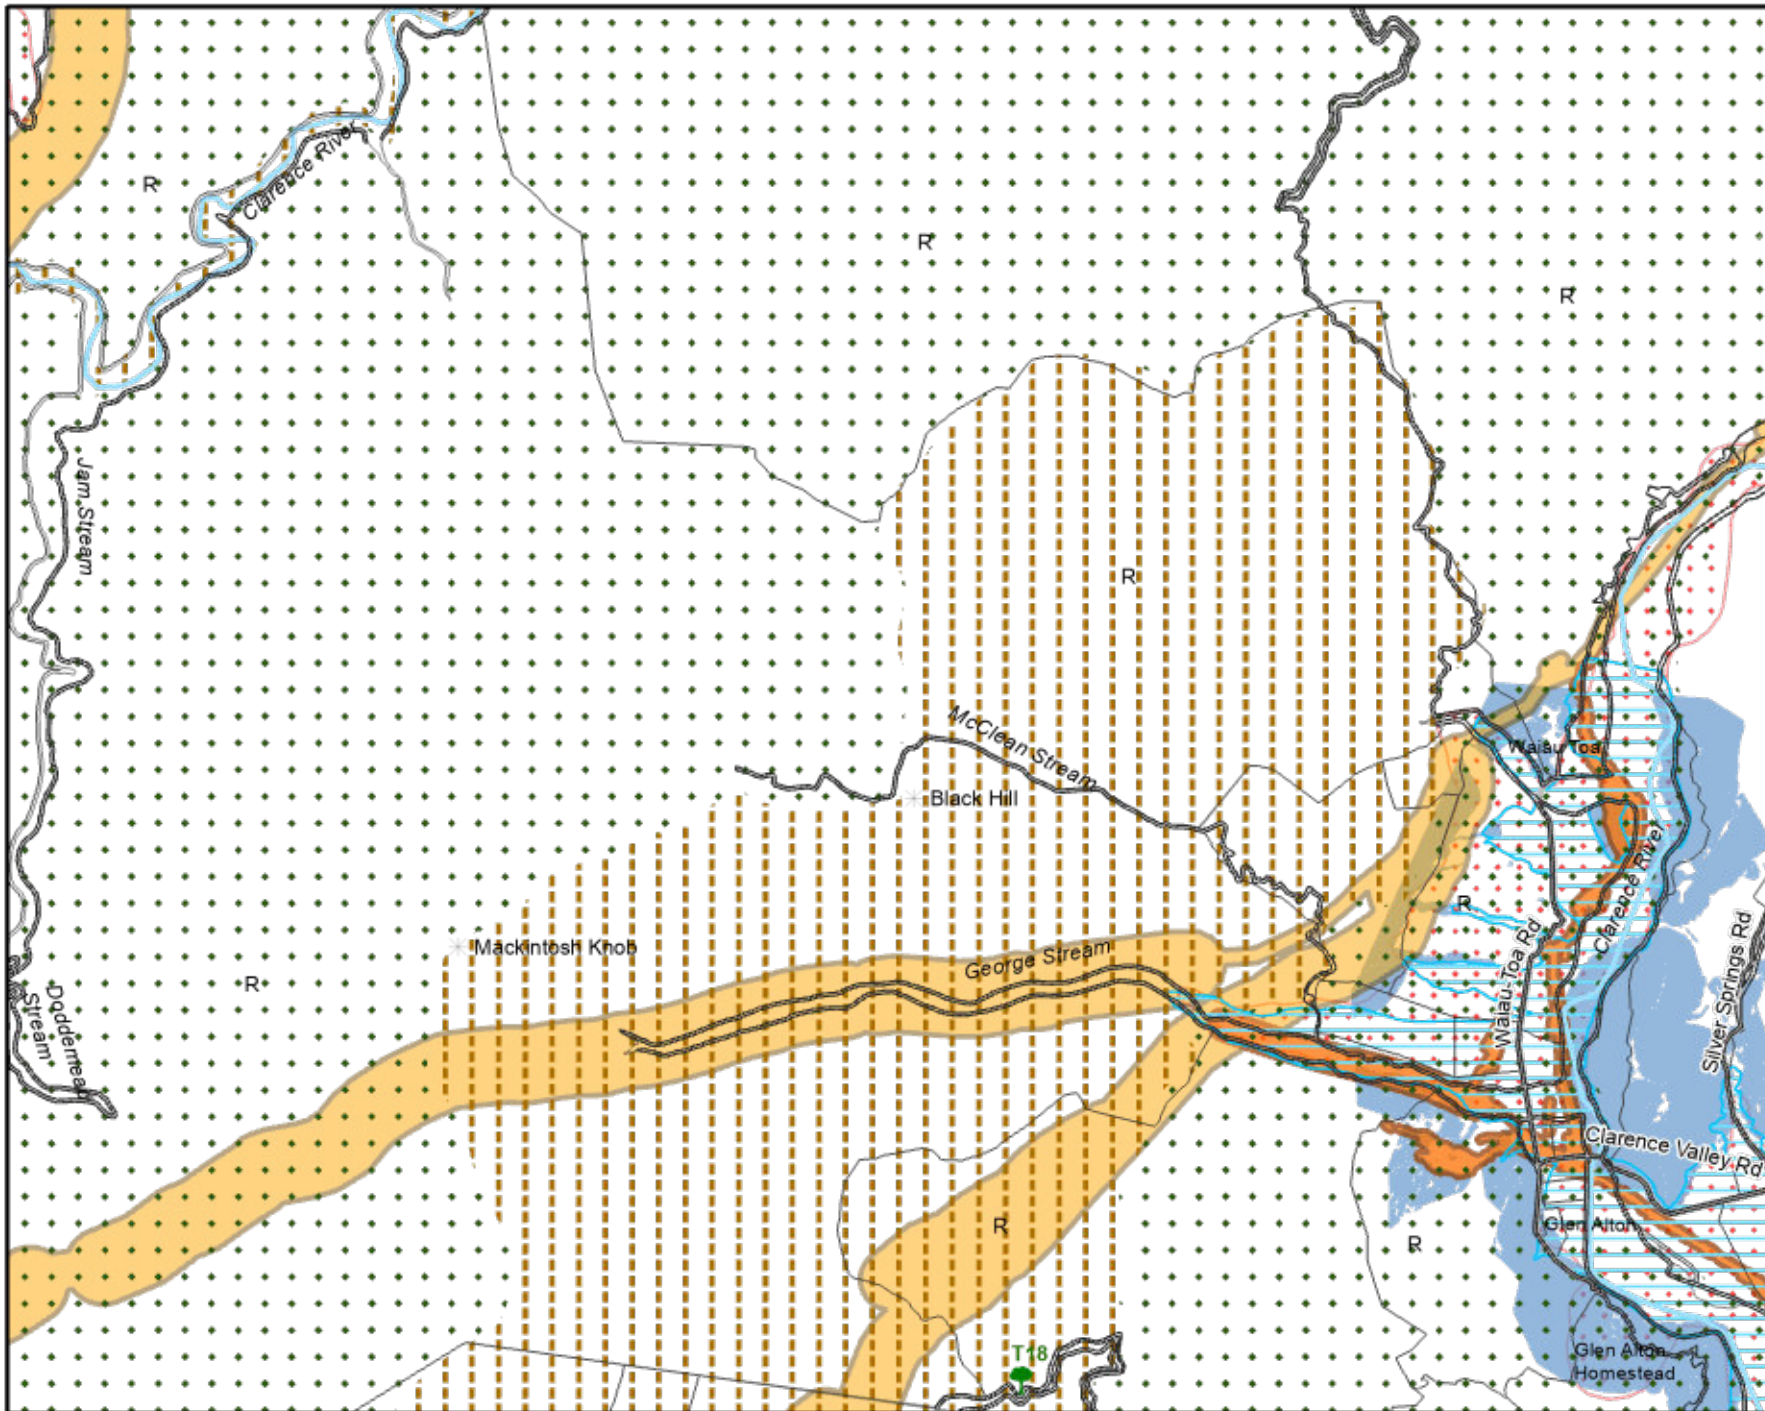 R
Clarence River
R
R
Jam Stream
R
McClean Stream
Waiau Toa
Black Hill
Clarence River
R
Mackintosh Knob
George Stream
Waiau-Toa Rd
Silver Springs Rd
R
Doddemead
Stream
Clarence Valley Rd
R
Glen Alton
R
T18
Glen Alton
Homestead